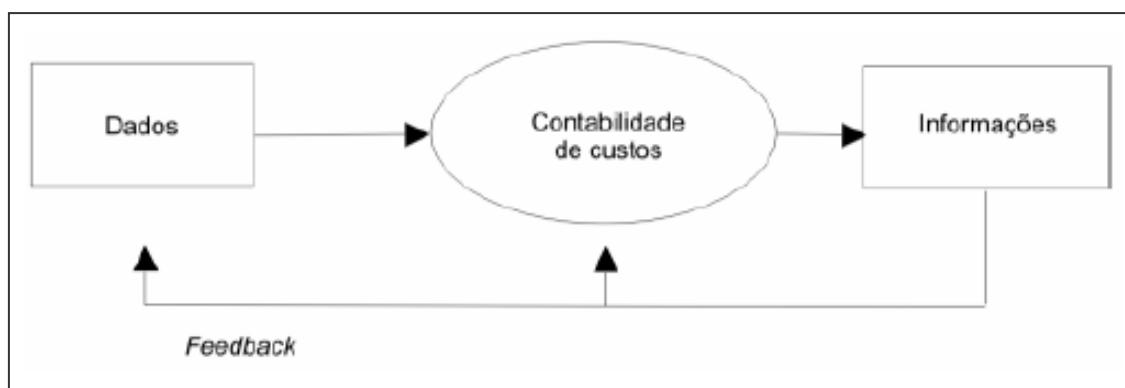 Dados
Contabilidade
de custos
Informações
Feedback